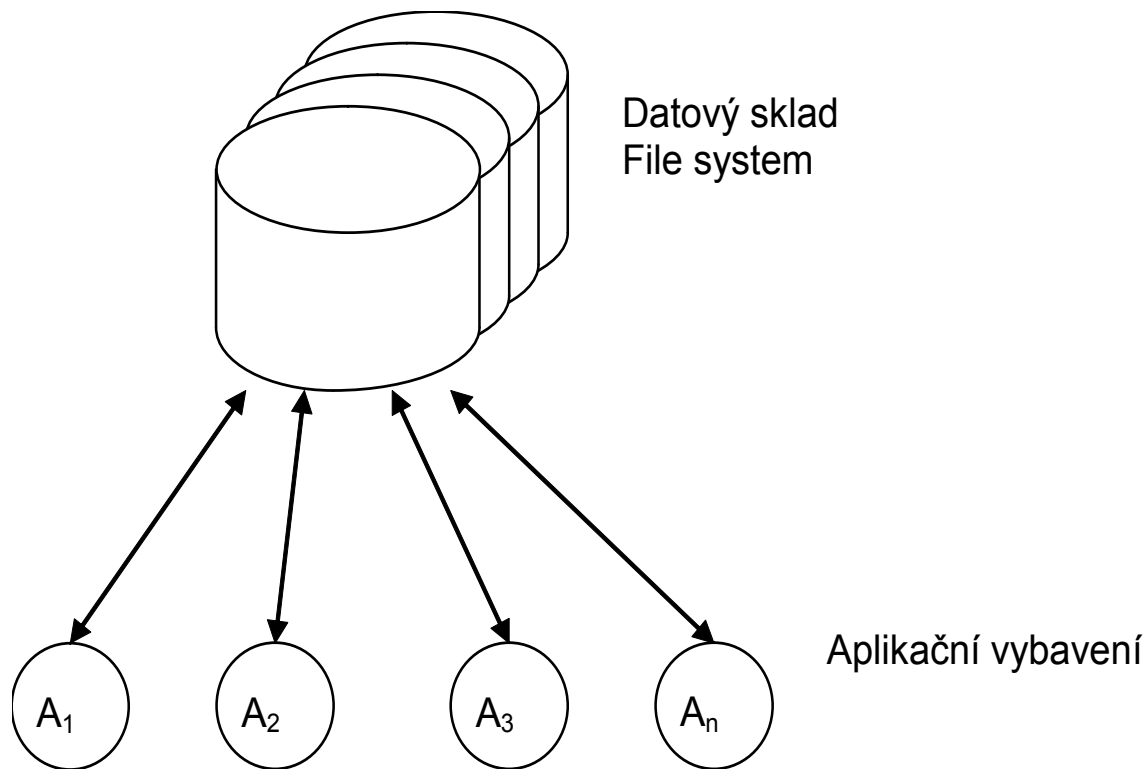 Datový sklad
File system
Aplikační vybavení
A₁ A₂ A₃ Aₙ